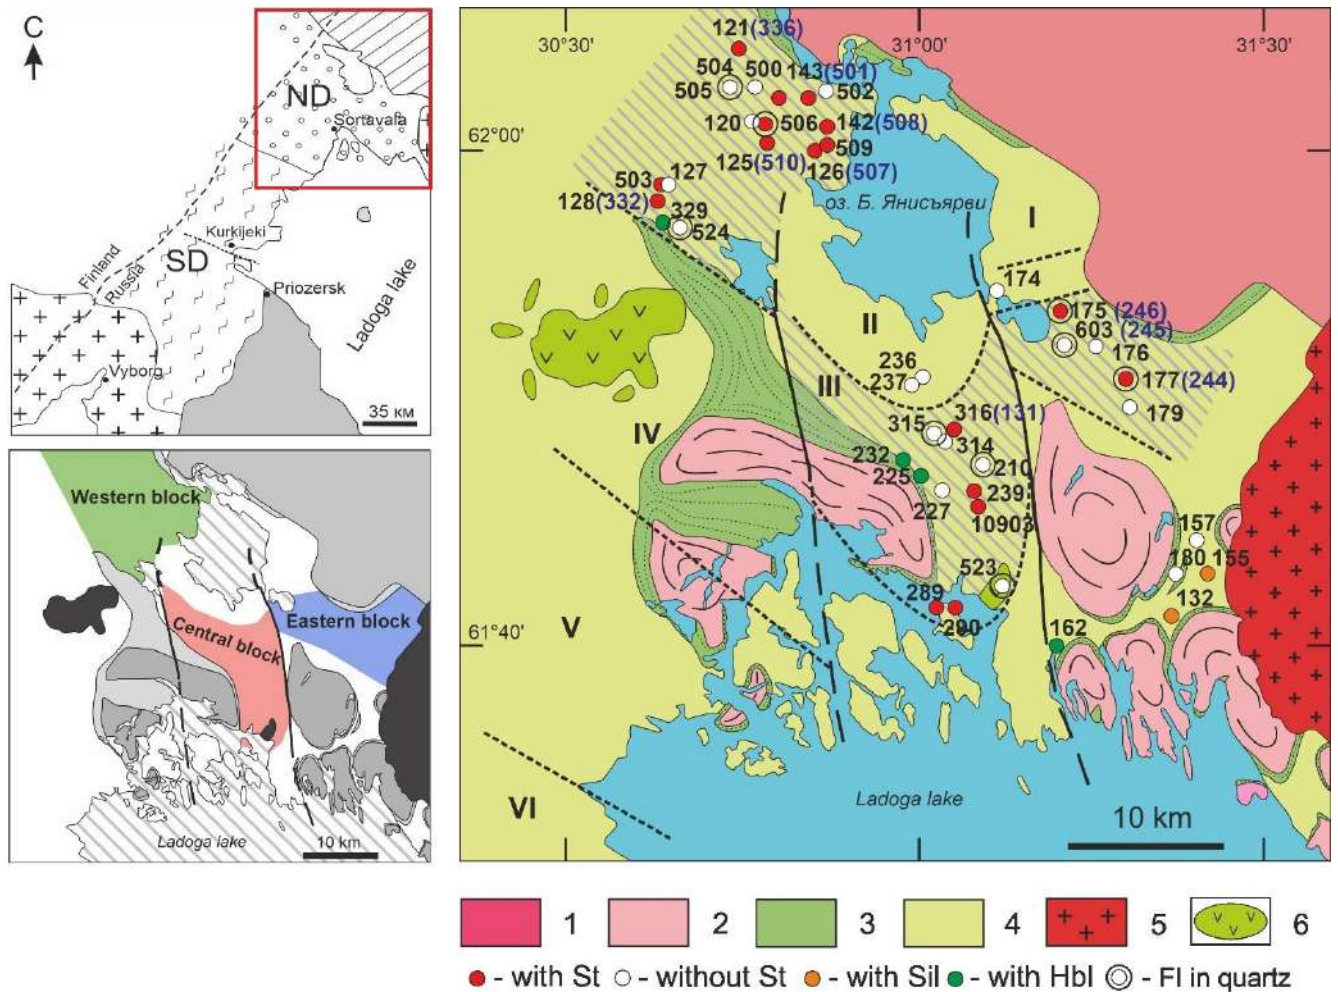 C
ND
Sortavala
Kurkijeki
SD
Finland
Russia
Priozersk
Ladoga lake
Vyborg
35 км
Western block
Central block
Eastern block
Ladoga lake
10 km
30°30'
31°00'
31°30'
62°00'
61°40'
121(336)
504
500
143(501)
505
502
120
506
142(508)
509
125(510)
126(507)
503
127
128(332)
329
524
оз. Б. Янисъярви
I
174
175 (246)
603(245)
176
177(244)
179
II
236
237
III
316(131)
315
314
IV
232
225
210
239
227
10903
157
180
155
523
132
289
290
162
V
VI
Ladoga lake
10 km
1
2
3
4
5
6
- with St
- without St
- with Sil
- with Hbl
- FI in quartz